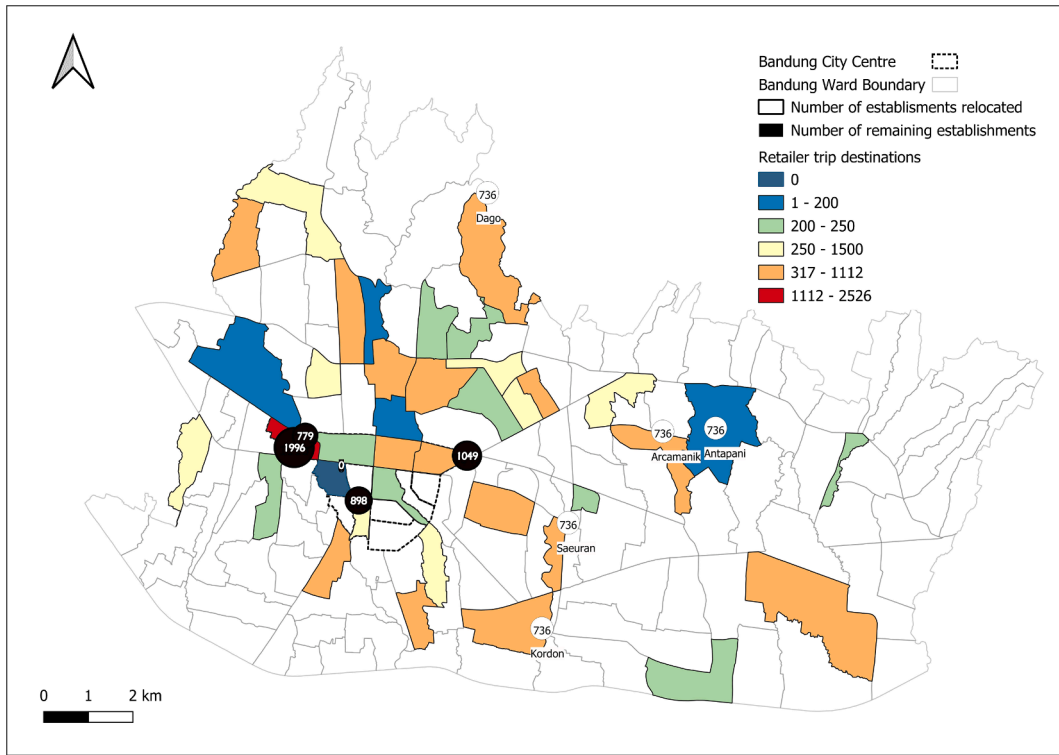 Bandung City Centre
Bandung Ward Boundary
Number of establisments relocated
Number of remaining establishments
Retailer trip destinations
0
1 - 200
200 - 250
250 - 1500
317 - 1112
1112 - 2526
736
Dago
736
Arcamanik
736
Antapani
779
1996
1049
0
898
736
Saeuran
736
Kordon
0 1 2 km